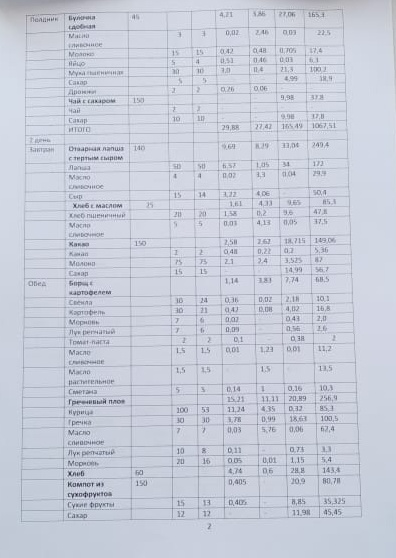 Полдник Булочка 45 4,21 3,86 27,06 165,3
сдобная
Масло 3 3 0,02 2,46 0,03 22,5
сливочное
Молоко 15 15 0,42 0,48 0,705 17,4
Яйцо 5 4 0,51 0,46 0,03 6,3
Мука пшеничная 30 30 3,0 0,4 21,3 100,2
Сахар 5 5 4,99 18,9
Дрожжи 2 2 0,26 0,06
Чай с сахаром 150 9,98 37,8
Чай 2 2
Сахар 10 10 9,98 37,8
ИТОГО 29,88 27,42 165,49 1067,51
2 день
Завтрак Отварная лапша 140 9,69 8,29 33,04 249,4
с тертым сыром
Лапша 50 50 6,57 1,05 34 172
Масло 4 4 0,02 3,3 0,04 29,9
сливочное
Сыр 15 14 3,22 4,06 - 50,4
Хлеб с маслом 25 1,61 4,33 9,65 85,3
Хлеб пшеничный 20 20 1,58 0,2 9,6 47,8
Масло 5 5 0,03 4,13 0,05 37,5
сливочное
Какао 150 2,58 2,62 18,715 149,06
Какао 2 2 0,48 0,22 0,2 5,36
Молоко 75 75 2,1 2,4 3,525 87
Сахар 15 15 14,99 56,7
Обед Борщ с 1,14 3,83 7,74 68,5
картофелем
Свекла 30 24 0,36 0,02 2,18 10,1
Картофель 30 21 0,42 0,08 4,02 16,8
Морковь 7 6 0,02 0,43 2,0
Лук репчатый 7 6 0,09 0,56 2,6
Томат-паста 2 2 0,1 0,38 2
Масло 1,5 1,5 0,01 1,23 0,01 11,2
сливочное
Масло 1,5 1,5 - 1,5 - 13,5
растительное
Сметана 5 5 0,14 1 0,16 10,3
Гречневый плов 15,21 11,11 20,89 256,9
Курица 100 53 11,24 4,35 0,32 85,3
Гречка 30 30 3,78 0,99 18,63 100,5
Масло 7 7 0,03 5,76 0,06 62,4
сливочное
Лук репчатый 10 8 0,11 - 0,73 3,3
Морковь 20 16 0,05 0,01 1,15 5,4
Хлеб 60 4,74 0,6 28,8 143,4
Компот из 150 0,405 20,9 80,78
сухофруктов
Сухие фрукты 15 13 0,405 - 8,85 35,325
Сахар 12 12 - 11,98 45,45
2